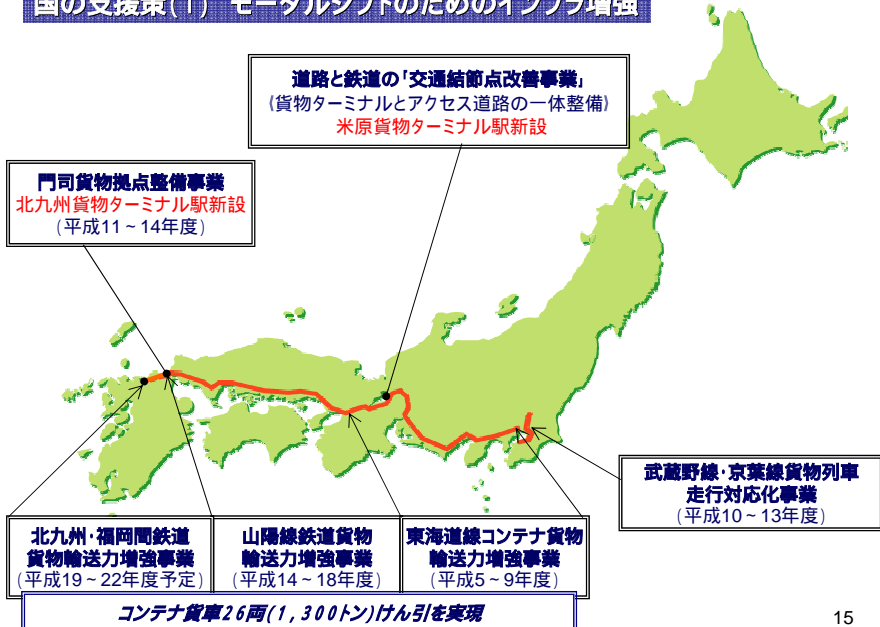 国の支援策(1) モーダルシフトのためのインフラ増強
道路と鉄道の「交通結節点改善事業」
(貨物ターミナルとアクセス道路の一体整備)
米原貨物ターミナル駅新設
門司貨物拠点整備事業
北九州貨物ターミナル駅新設
(平成11~14年度)
武蔵野線・京葉線貨物列車
走行対応化事業
(平成10~13年度)
北九州・福岡間鉄道
貨物輸送力増強事業
(平成19~22年度予定)
山陽線鉄道貨物
輸送力増強事業
(平成14~18年度)
東海道線コンテナ貨物
輸送力増強事業
(平成5~9年度)
コンテナ貨車26両(1,300トン)けん引を実現
15